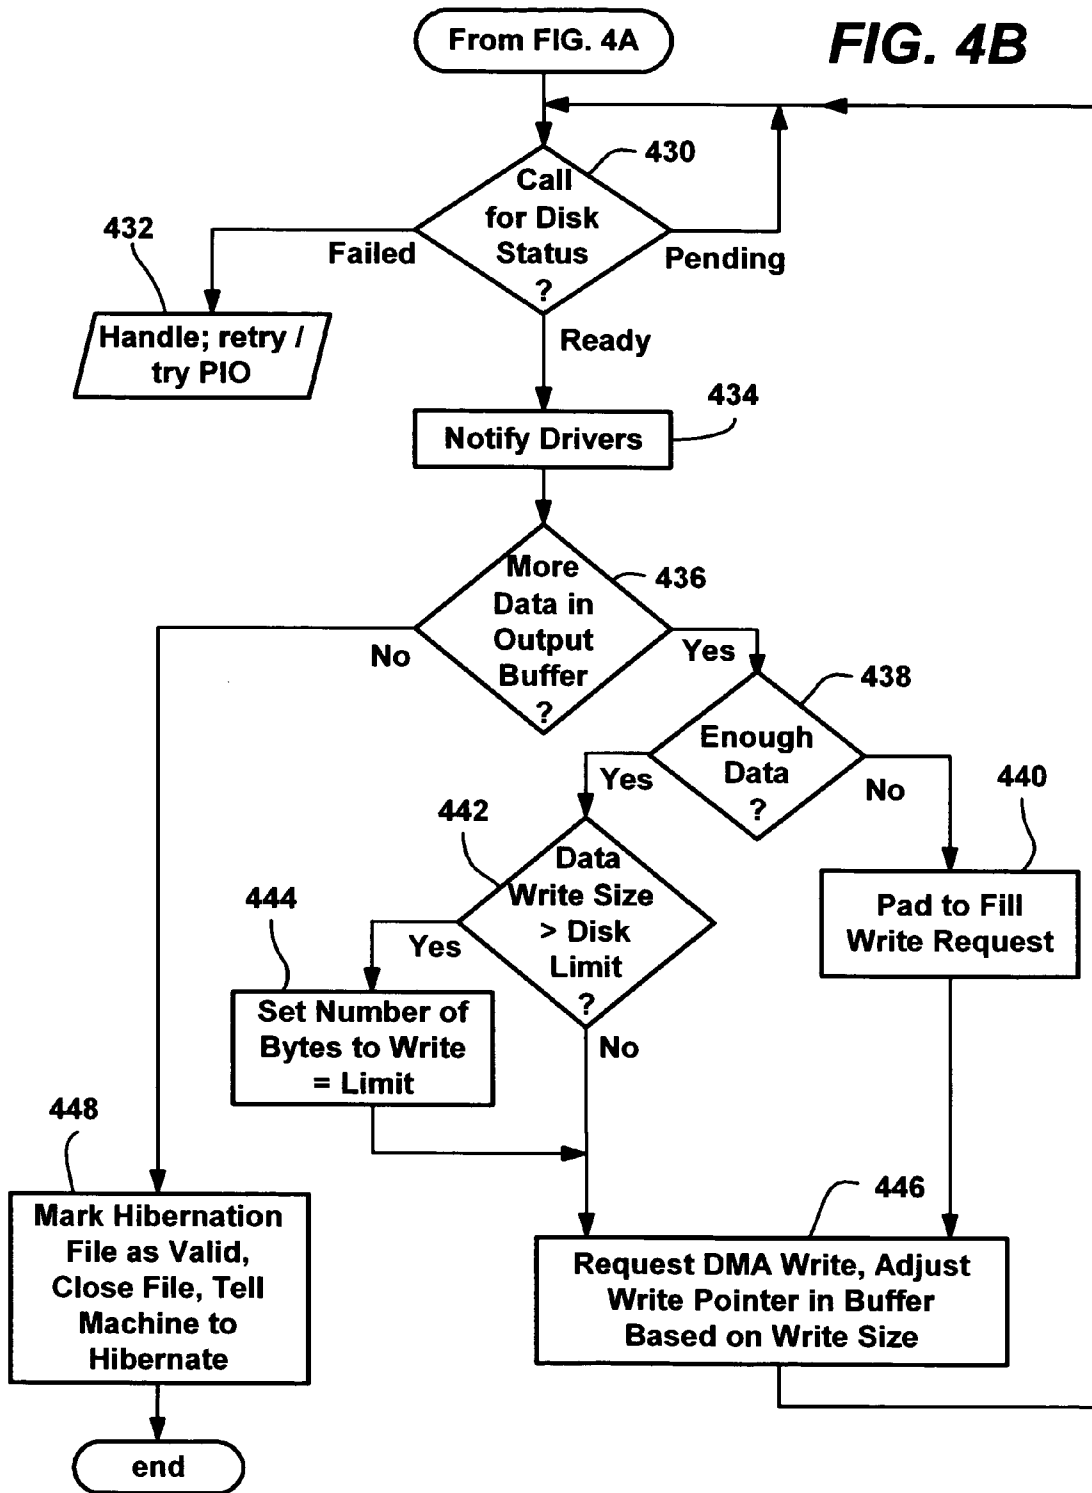 From FIG. 4A
FIG. 4B
430
Call
for Disk
Status
?
432
Failed
Pending
Handle; retry /
try PIO
Ready
434
Notify Drivers
436
More
Data in
Output
Buffer
?
No
Yes
438
Enough
Data
?
Yes
No
440
442
Data
Write Size
> Disk
Limit
?
444
Yes
Pad to Fill
Write Request
Set Number of
Bytes to Write
= Limit
No
448
446
Mark Hibernation
File as Valid,
Close File, Tell
Machine to
Hibernate
Request DMA Write, Adjust
Write Pointer in Buffer
Based on Write Size
end